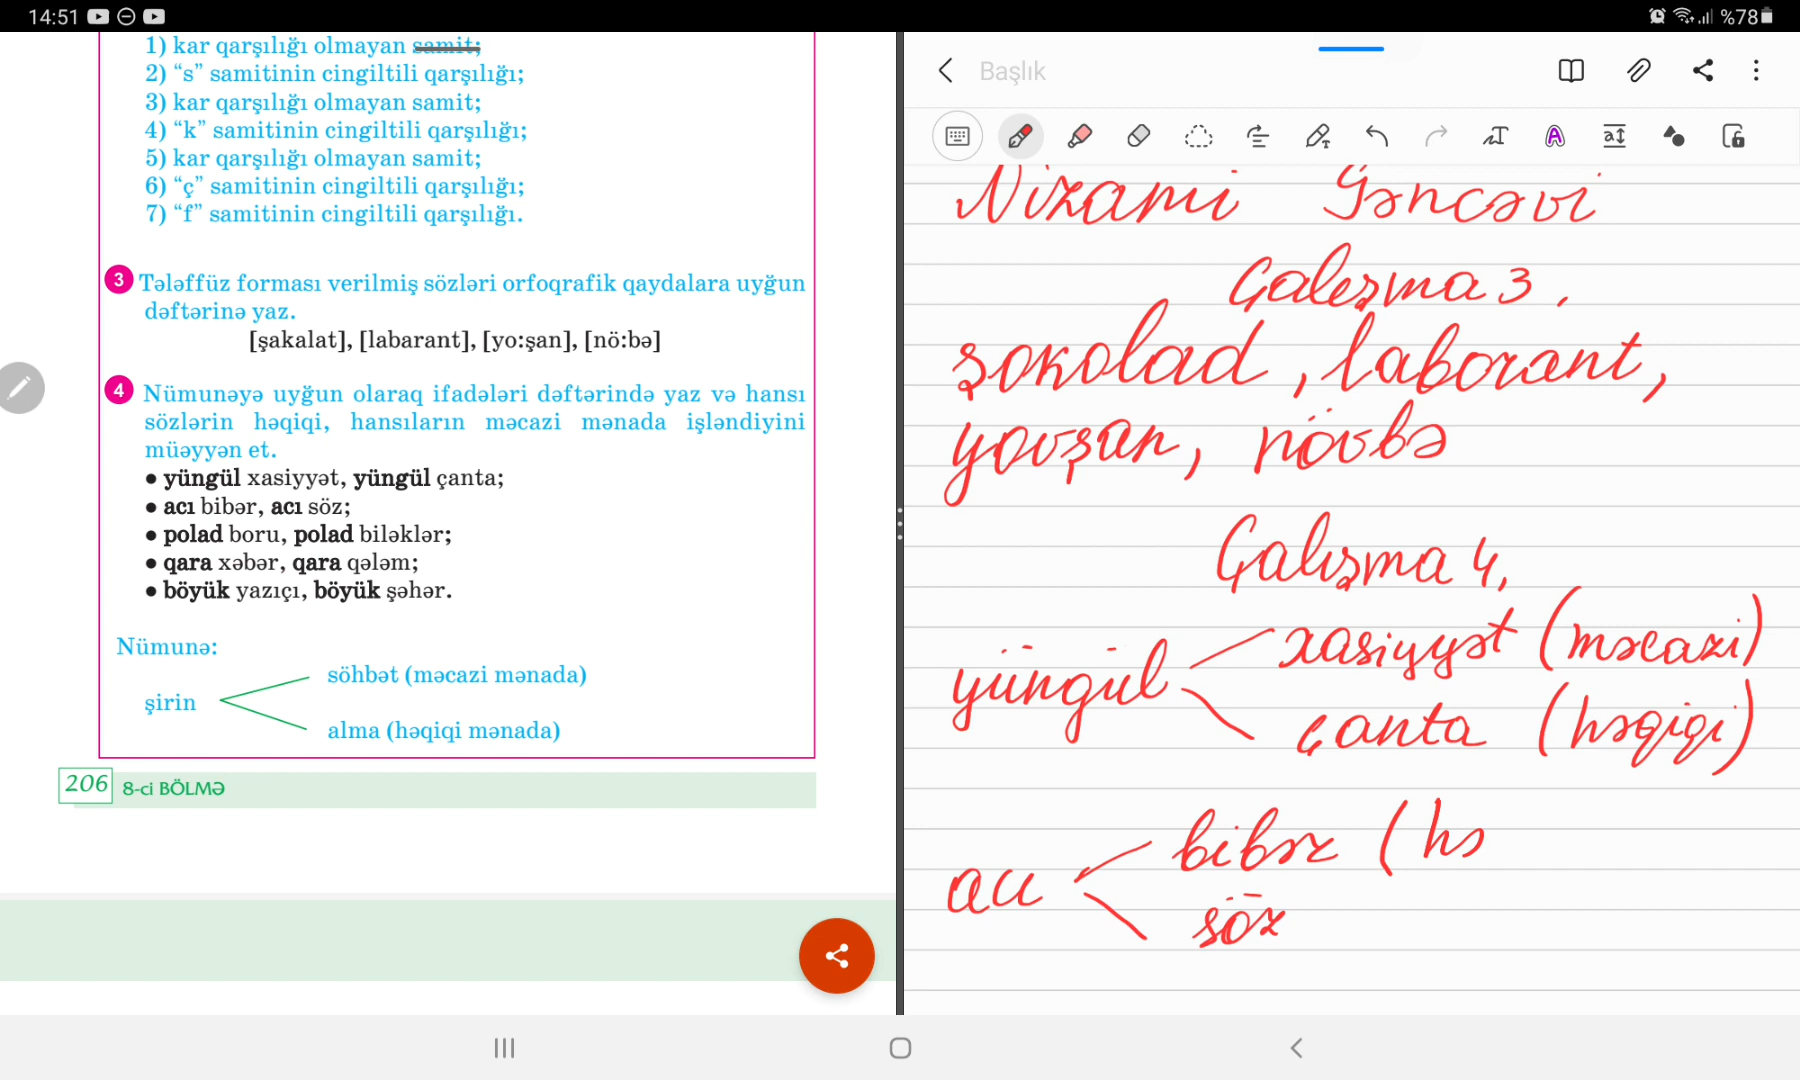 14:51
%78
1) kar qarşılığı olmayan samit;
2) “s” samitinin cingiltili qarşılığı;
3) kar qarşılığı olmayan samit;
4) “k” samitinin cingiltili qarşılığı;
5) kar qarşılığı olmayan samit;
6) “ç” samitinin cingiltili qarşılığı;
7) “f” samitinin cingiltili qarşılığı.
3 Tələffüz forması verilmiş sözləri orfoqrafik qaydalara uyğun
dəftərinə yaz.
[şakalat], [labarant], [yo:şan], [nö:bə]
4 Nümunəyə uyğun olaraq ifadələri dəftərində yaz və hansı
sözlərin həqiqi, hansıların məcazi mənada işləndiyini
müəyyən et.
● yüngül xasiyyət, yüngül çanta;
● acı bibər, acı söz;
● polad boru, polad biləklər;
● qara xəbər, qara qələm;
● böyük yazıçı, böyük şəhər.
Nümunə:
söhbət (məcazi mənada)
şirin
alma (həqiqi mənada)
206 8-ci BÖLMƏ
Başlık
Nizami Gəncəvi
Çalışma 3.
şokolad, laborant,
yovşan, növbə
Çalışma 4.
yüngül xasiyyət (məcazi)
çanta (həqiqi)
acı bibər (hə
söz